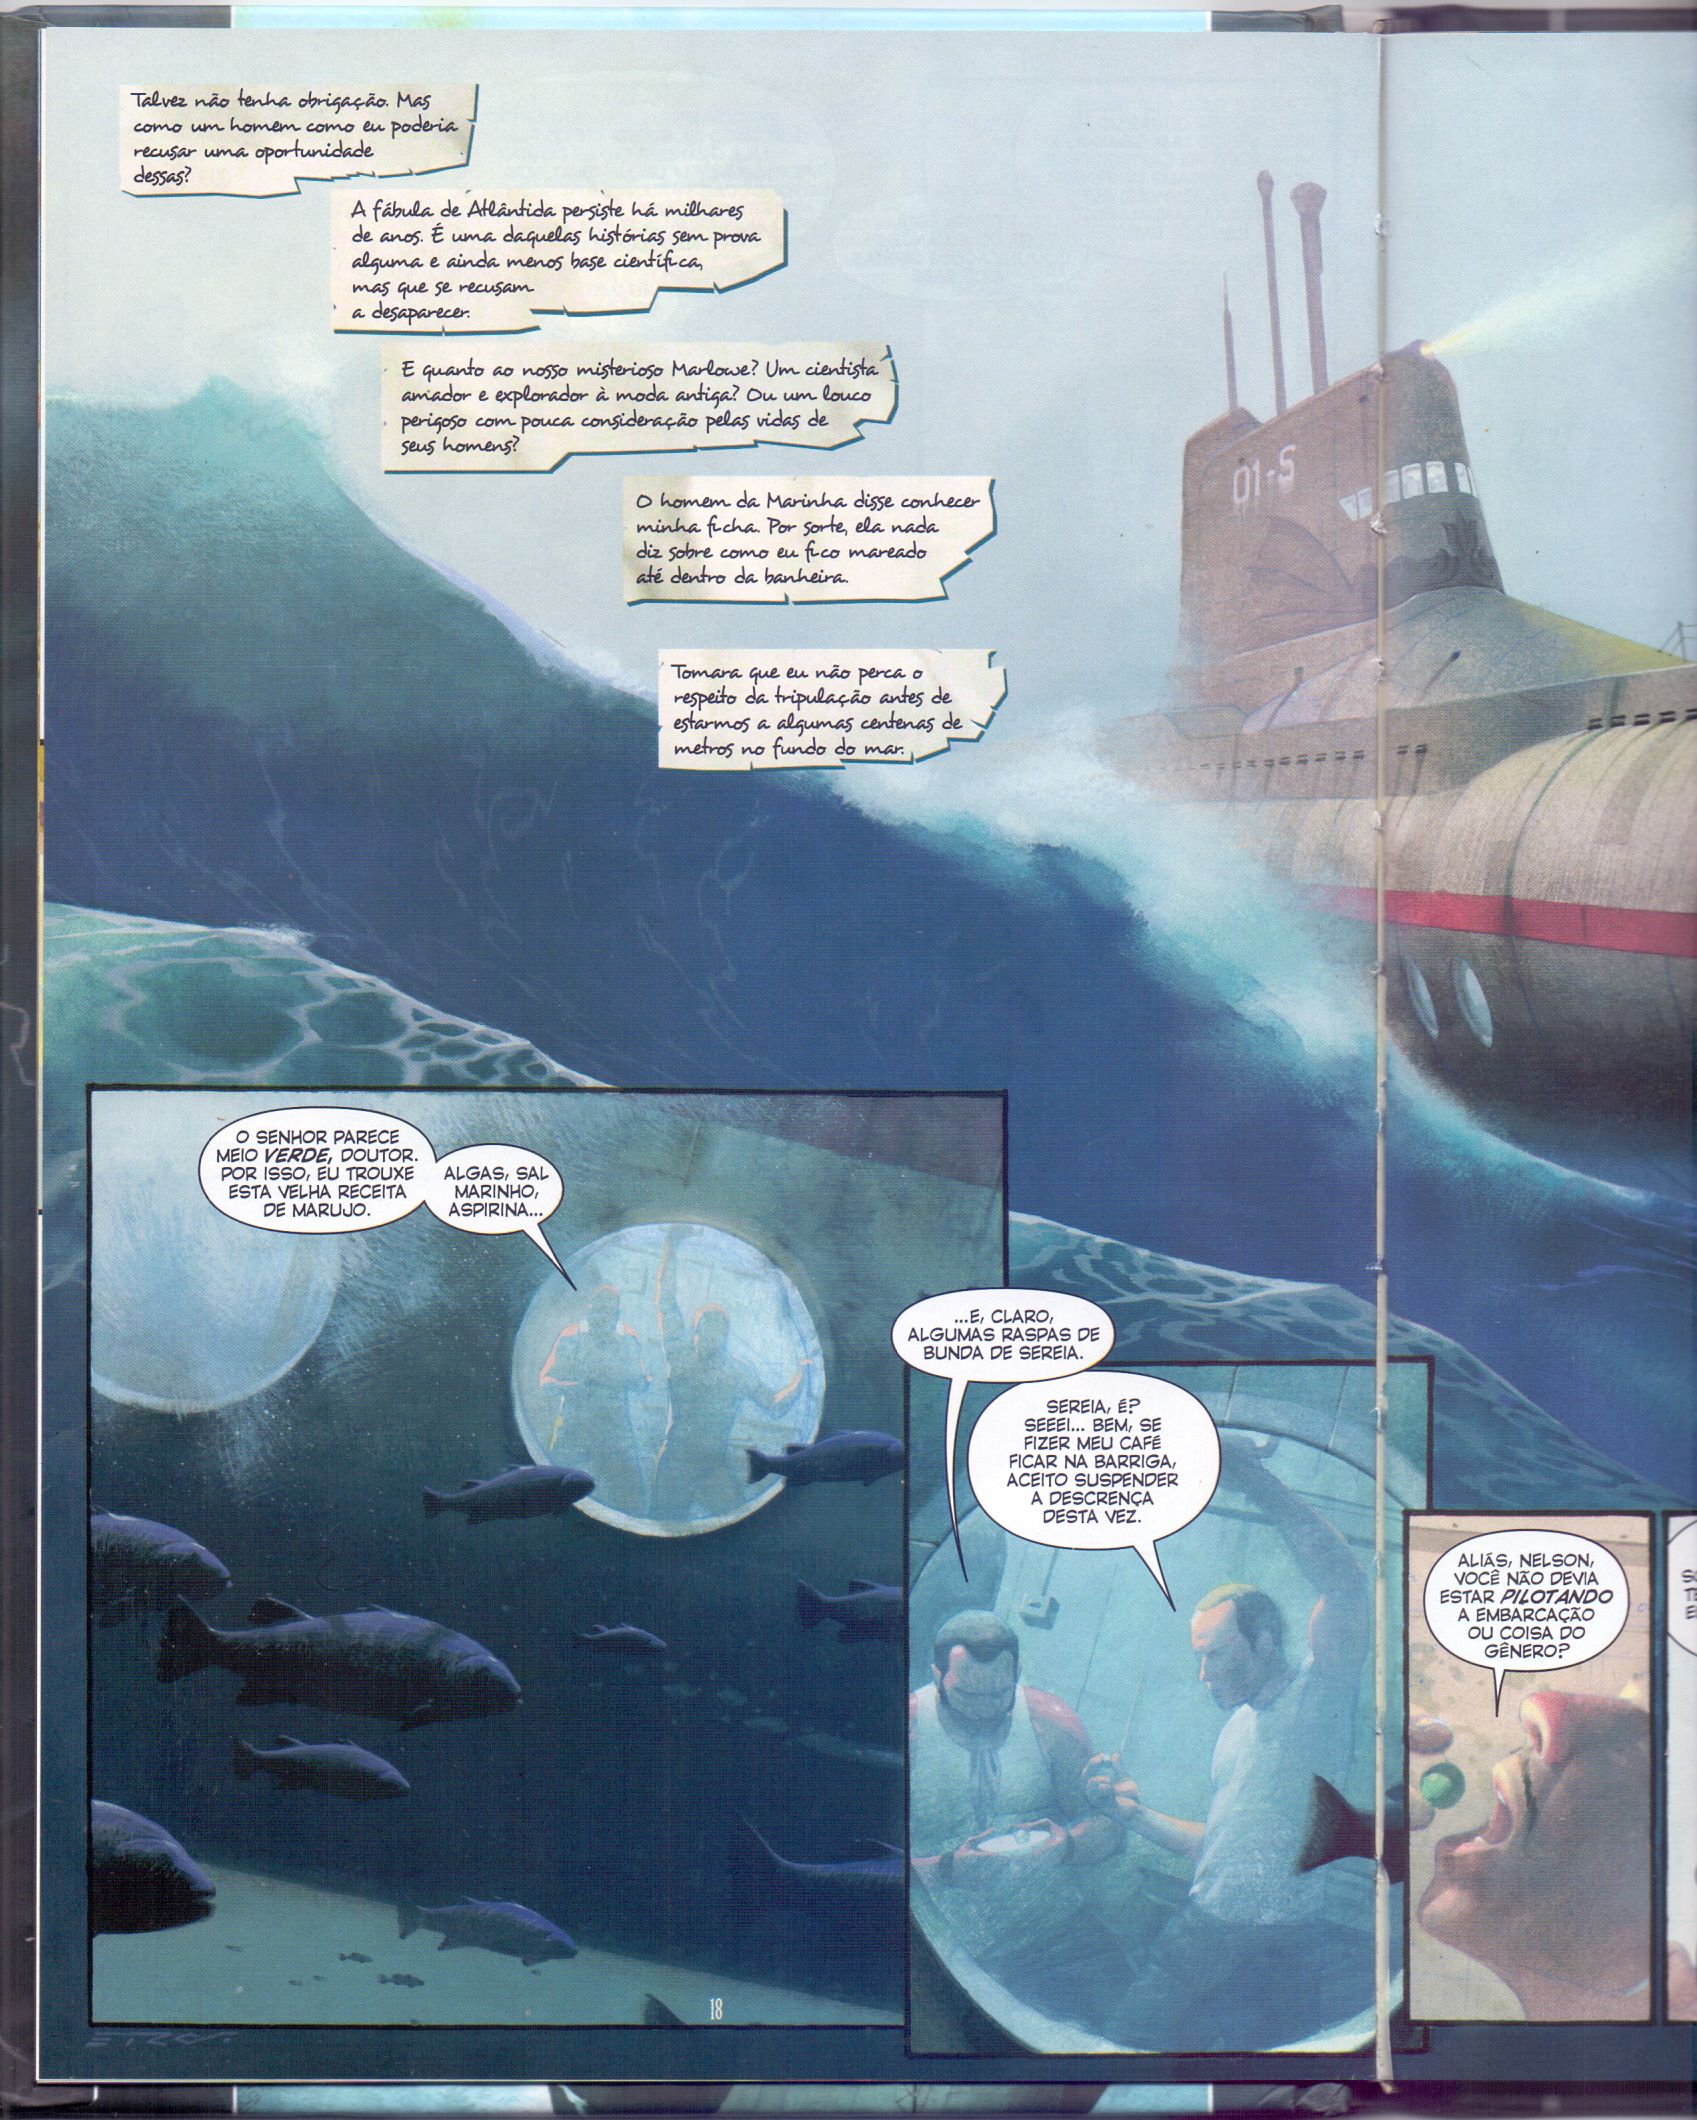 Talvez não tenha obrigação. Mas
como um homem como eu poderia
recusar uma oportunidade
dessas?
A fábula de Atlântida persiste há milhares
de anos. É uma daquelas histórias sem prova
alguma e ainda menos base científica,
mas que se recusam
a desaparecer.
E quanto ao nosso misterioso Marlowe? Um cientista
amador e explorador à moda antiga? Ou um louco
perigoso com pouca consideração pelas vidas de
seus homens?
O homem da Marinha disse conhecer
minha ficha. Por sorte, ela nada
diz sobre como eu fico mareado
até dentro da banheira.
Tomara que eu não perca o
respeito da tripulação antes de
estarmos a algumas centenas de
metros no fundo do mar.
01-S
O SENHOR PARECE
MEIO VERDE, DOUTOR.
POR ISSO, EU TROUXE
ESTA VELHA RECEITA
DE MARUJO.
ALGAS, SAL
MARINHO,
ASPIRINA...
...E, CLARO,
ALGUMAS RASPAS DE
BUNDA DE SEREIA.
SEREIA, É?
SEEEI... BEM, SE
FIZER MEU CAFÉ
FICAR NA BARRIGA,
ACEITO SUSPENDER
A DESCRENÇA
DESTA VEZ.
ALIÁS, NELSON,
VOCÊ NÃO DEVIA
ESTAR PILOTANDO
A EMBARCAÇÃO
OU COISA DO
GÊNERO?
18